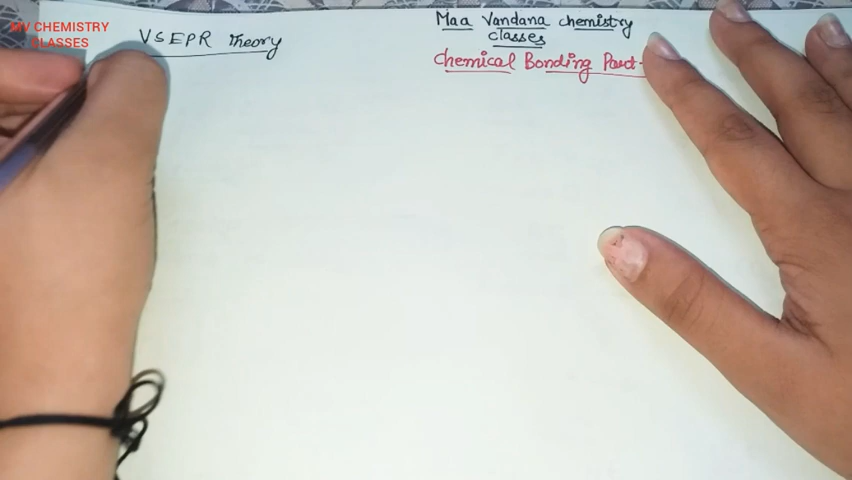 MV CHEMISTRY
CLASSES
VSEPR Theory
Maa Vandana chemistry
classes
Chemical Bonding Part-